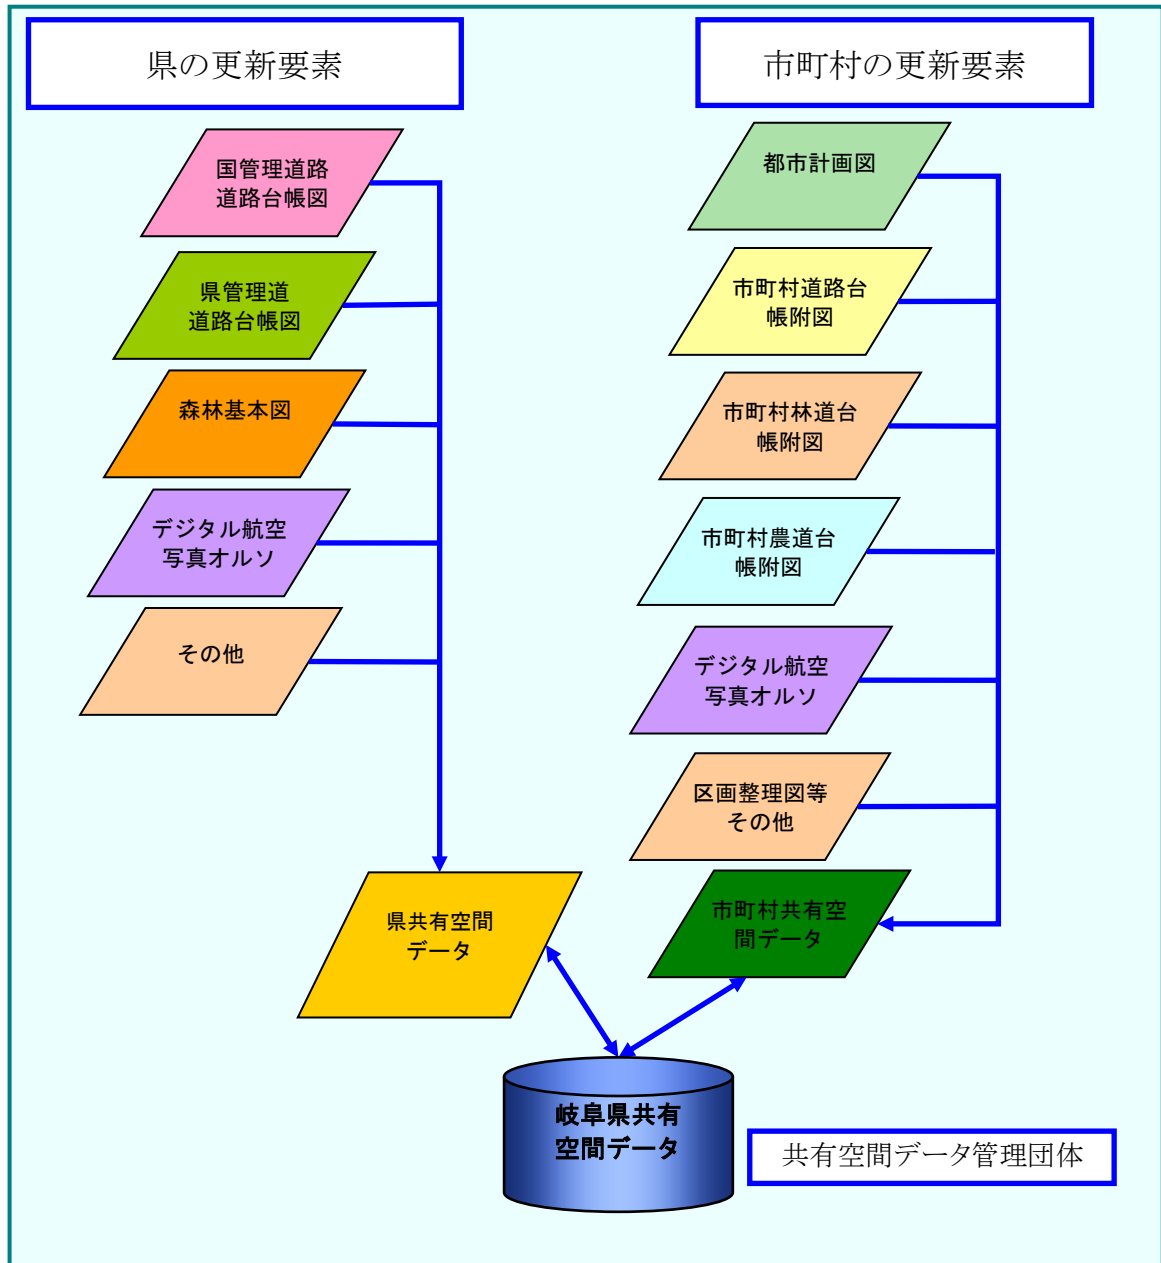 県の更新要素
国管理道路
道路台帳図
県管理道
道路台帳図
森林基本図
デジタル航空
写真オルソ
その他
県共有空間
データ
市町村の更新要素
都市計画図
市町村道路台
帳附図
市町村林道台
帳附図
市町村農道台
帳附図
デジタル航空
写真オルソ
区画整理図等
その他
市町村共有空
間データ
岐阜県共有
空間データ
共有空間データ管理団体